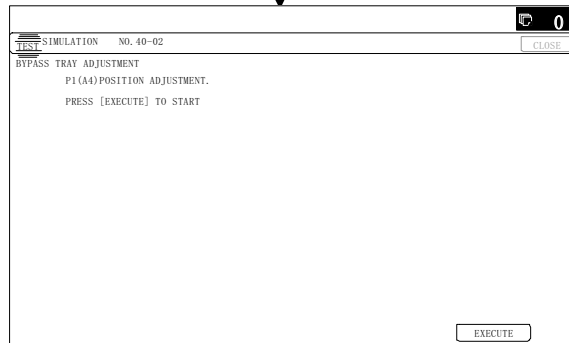 0
TEST SIMULATION NO.40-02
CLOSE
BYPASS TRAY ADJUSTMENT
P1(A4)POSITION ADJUSTMENT.
PRESS [EXECUTE] TO START
EXECUTE